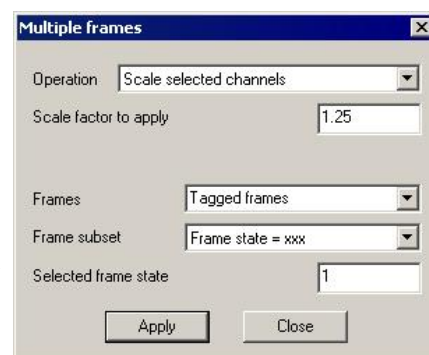 Multiple frames
Operation Scale selected channels
Scale factor to apply 1.25
Frames Tagged frames
Frame subset Frame state = xxx
Selected frame state 1
Apply Close